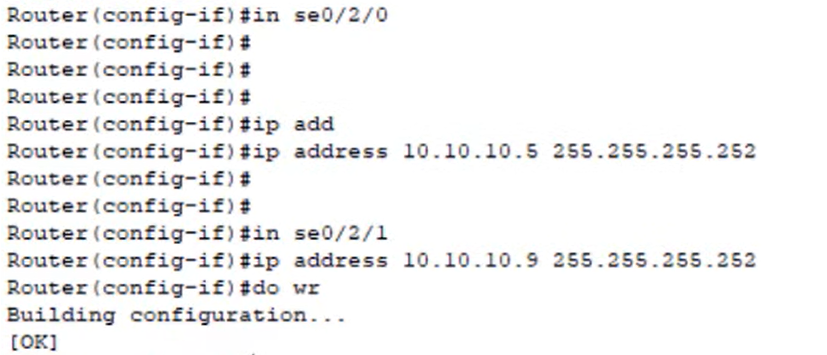 Router(config-if)#in se0/2/0
Router(config-if)#
Router(config-if)#
Router(config-if)#
Router(config-if)#ip add
Router(config-if)#ip address 10.10.10.5 255.255.255.252
Router(config-if)#
Router(config-if)#
Router(config-if)#in se0/2/1
Router(config-if)#ip address 10.10.10.9 255.255.255.252
Router(config-if)#do wr
Building configuration...
[OK]